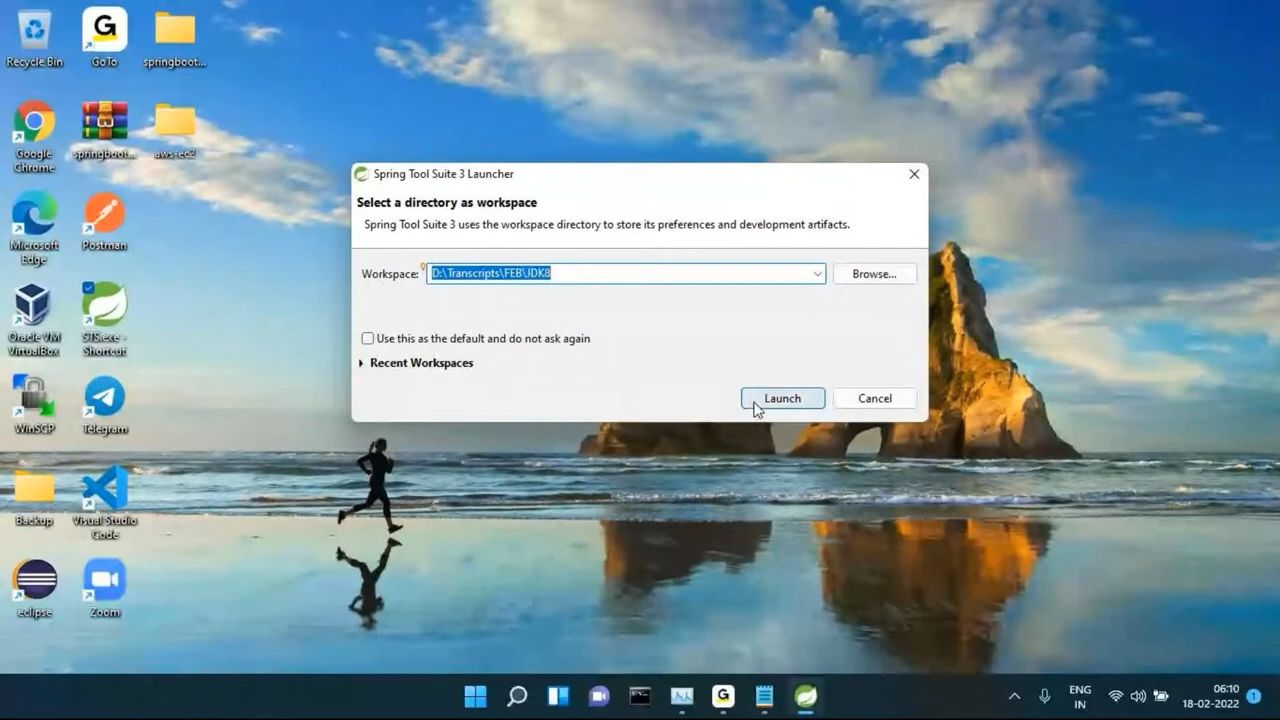 Recycle Bin
GoTo
springboot...
Google
Chrome
springboot...
aws-ec2
Microsoft
Edge
Postman
Oracle VM
VirtualBox
STS.exe -
Shortcut
WinSCP
Telegram
Backup
Visual Studio
Code
eclipse
Zoom
Spring Tool Suite 3 Launcher
Select a directory as workspace
Spring Tool Suite 3 uses the workspace directory to store its preferences and development artifacts.
Workspace: D:\Transcripts\FEB\JDK8 Browse...
Use this as the default and do not ask again
Recent Workspaces
Launch Cancel
ENG
IN
06:10
18-02-2022
1